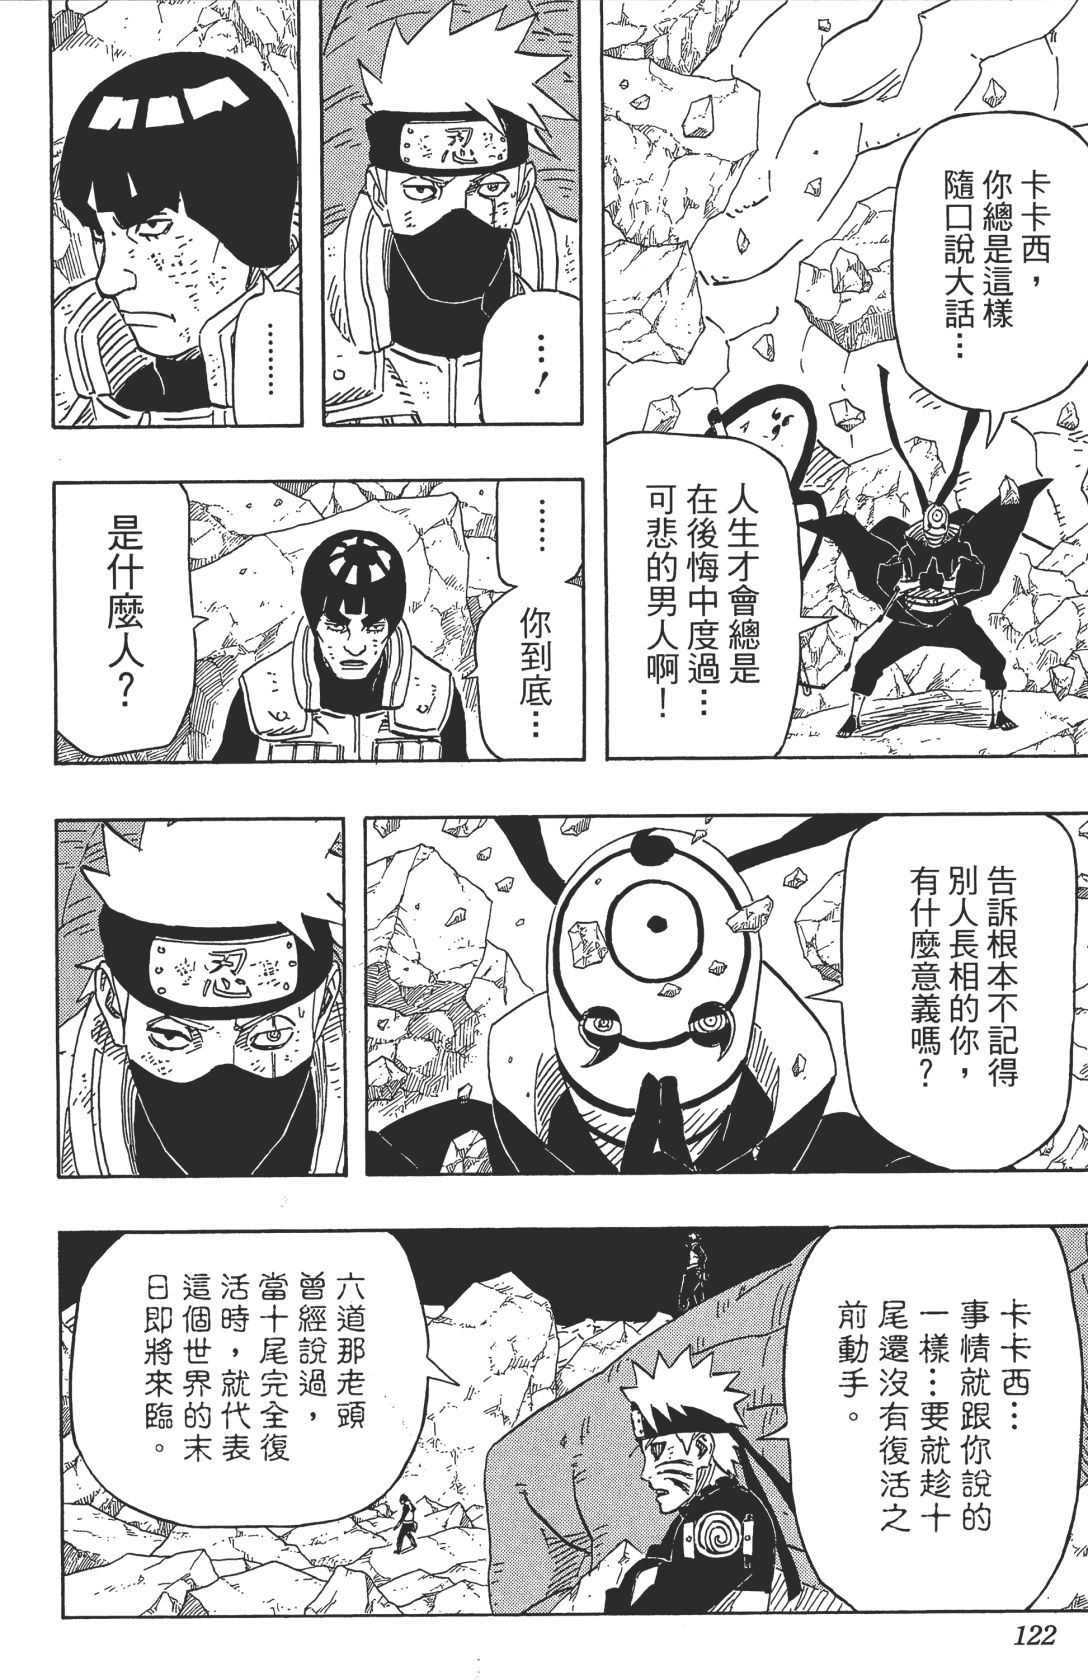 卡卡西，
你總是這樣
隨口說大話…
人生才會總是
在後悔中度過…
可悲的男人啊！
忍
…！
………
……
你到底…
是什麼人？
告訴根本不記得
別人長相的你，
有什麼意義嗎？
忍
卡卡西…
事情就跟你說的
一樣…要就趁十
尾還沒有復活之
前動手。
六道那老頭
曾經說過，
當十尾完全復
活時，就代表
這個世界的末
日即將來臨。
122